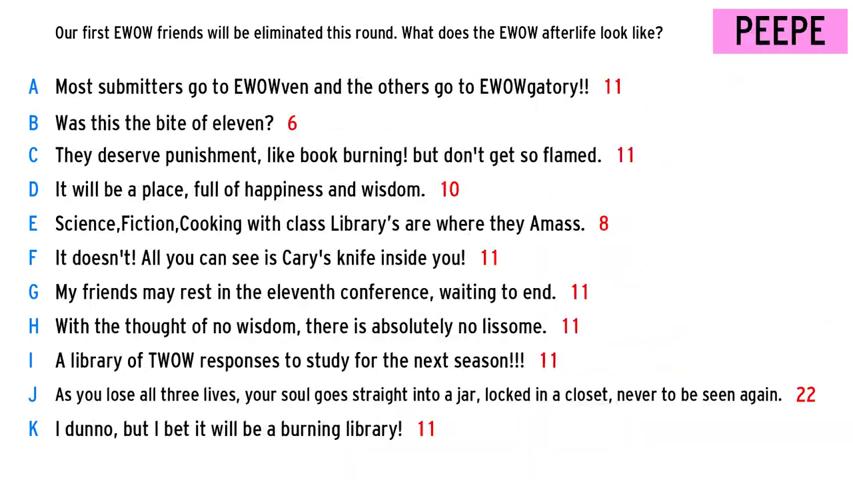 Our first EWOW friends will be eliminated this round. What does the EWOW afterlife look like?
PEEPE
A Most submitters go to EWOWven and the others go to EWOWgatory!! 11
B Was this the bite of eleven? 6
C They deserve punishment, like book burning! but don't get so flamed. 11
D It will be a place, full of happiness and wisdom. 10
E Science,Fiction,Cooking with class Library's are where they Amass. 8
F It doesn't! All you can see is Cary's knife inside you! 11
G My friends may rest in the eleventh conference, waiting to end. 11
H With the thought of no wisdom, there is absolutely no lissome. 11
I A library of TWOW responses to study for the next season!!! 11
J As you lose all three lives, your soul goes straight into a jar, locked in a closet, never to be seen again. 22
K I dunno, but I bet it will be a burning library! 11